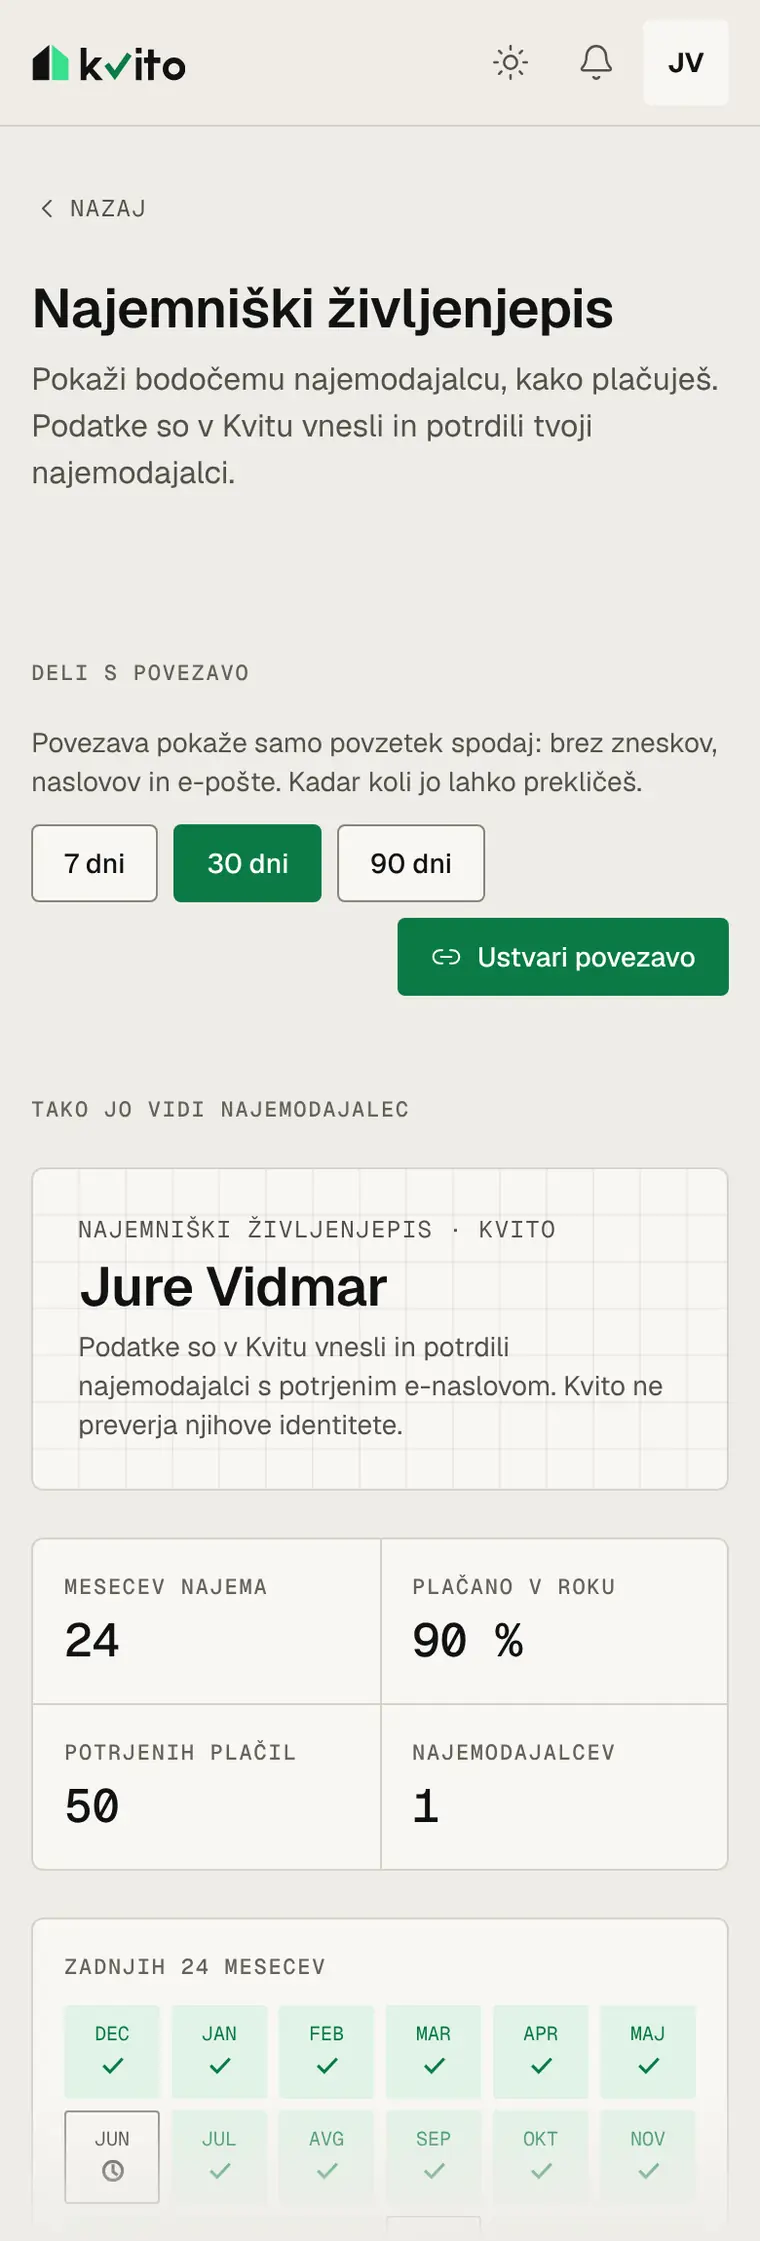 kvito
JV
NAZAJ
Najemniški življenjepis
Pokaži bodočemu najemodajalcu, kako plačuješ.
Podatke so v Kvitu vnesli in potrdili tvoji
najemodajalci.
DELI S POVEZAVO
Povezava pokaže samo povzetek spodaj: brez zneskov,
naslovov in e-pošte. Kadar koli jo lahko prekličeš.
7 dni
30 dni
90 dni
Ustvari povezavo
TAKO JO VIDI NAJEMODAJALEC
NAJEMNIŠKI ŽIVLJENJEPIS · KVITO
Jure Vidmar
Podatke so v Kvitu vnesli in potrdili
najemodajalci s potrjenim e-naslovom. Kvito ne
preverja njihove identitete.
MESECEV NAJEMA
24
PLAČANO V ROKU
90 %
POTRJENIH PLAČIL
50
NAJEMODAJALCEV
1
ZADNJIH 24 MESECEV
DEC JAN FEB MAR APR MAJ
JUN JUL AVG SEP OKT NOV